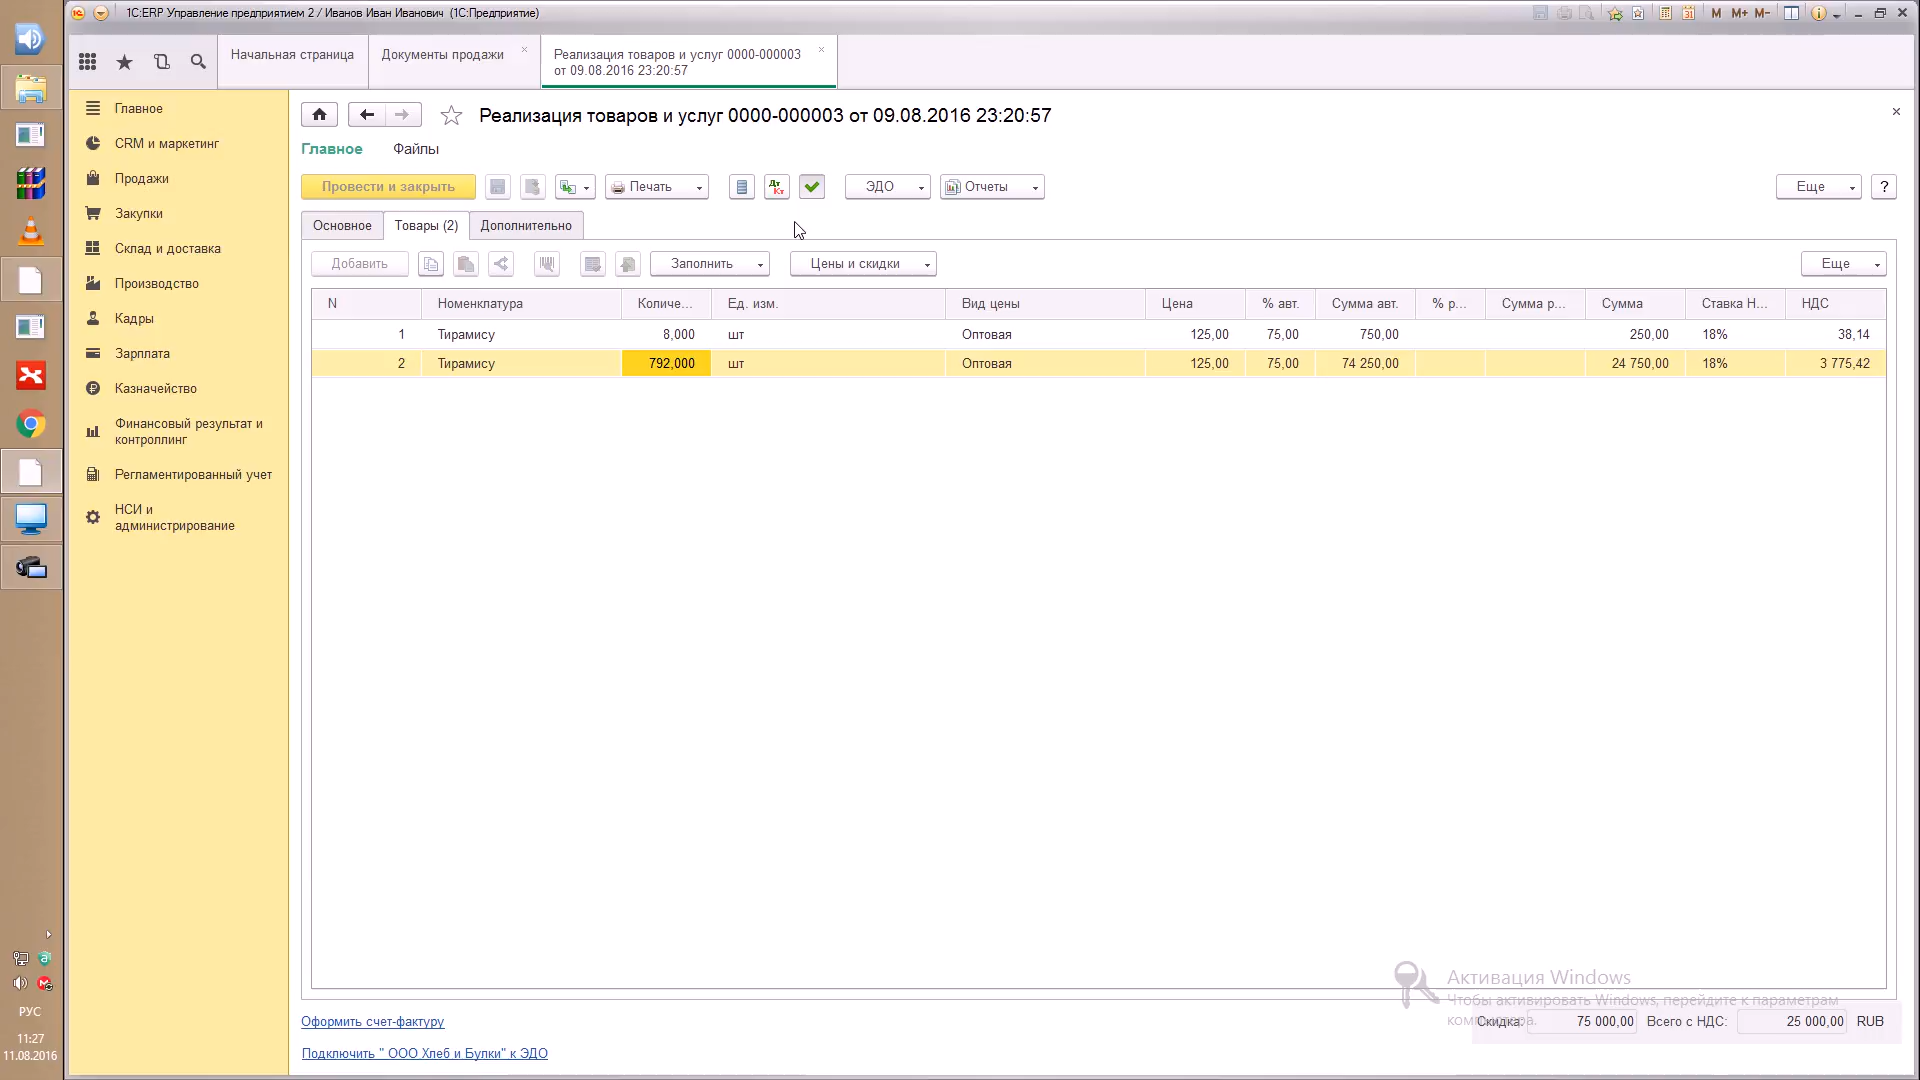 1С:ERP Управление предприятием 2 / Иванов Иван Иванович (1С:Предприятие)
M M+ M-
Начальная страница
Документы продажи
Реализация товаров и услуг 0000-000003
от 09.08.2016 23:20:57
Главное
CRM и маркетинг
Продажи
Закупки
Склад и доставка
Производство
Кадры
Зарплата
Казначейство
Финансовый результат и
контроллинг
Регламентированный учет
НСИ и
администрирование
Реализация товаров и услуг 0000-000003 от 09.08.2016 23:20:57
Главное Файлы
Провести и закрыть Печать Дт Кт ЭДО Отчеты Еще ?
Основное Товары (2) Дополнительно
Добавить Заполнить Цены и скидки Еще
N Номенклатура Количе... Ед. изм. Вид цены Цена % авт. Сумма авт. % р... Сумма р... Сумма Ставка Н... НДС
1 Тирамису 8,000 шт Оптовая 125,00 75,00 750,00 250,00 18% 38,14
2 Тирамису 792,000 шт Оптовая 125,00 75,00 74 250,00 24 750,00 18% 3 775,42
Активация Windows
Чтобы активировать Windows, перейдите к параметрам
компьютера.
Оформить счет-фактуру
Скидка: 75 000,00 Всего с НДС: 25 000,00 RUB
Подключить " ООО Хлеб и Булки" к ЭДО
РУС
11:27
11.08.2016